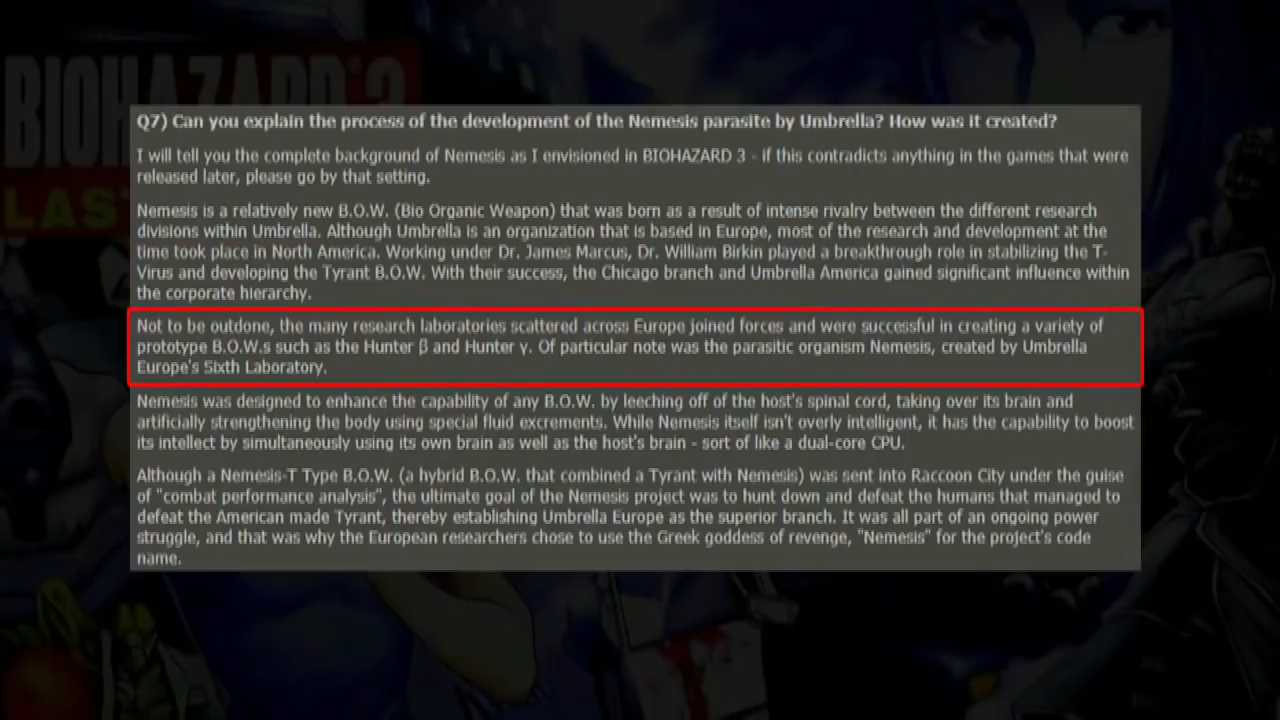 BIOHAZARD 3
LAST
Q7) Can you explain the process of the development of the Nemesis parasite by Umbrella? How was it created?
I will tell you the complete background of Nemesis as I envisioned in BIOHAZARD 3 - if this contradicts anything in the games that were
released later, please go by that setting.
Nemesis is a relatively new B.O.W. (Bio Organic Weapon) that was born as a result of intense rivalry between the different research
divisions within Umbrella. Although Umbrella is an organization that is based in Europe, most of the research and development at the
time took place in North America. Working under Dr. James Marcus, Dr. William Birkin played a breakthrough role in stabilizing the T-
Virus and developing the Tyrant B.O.W. With their success, the Chicago branch and Umbrella America gained significant influence within
the corporate hierarchy.
Not to be outdone, the many research laboratories scattered across Europe joined forces and were successful in creating a variety of
prototype B.O.W.s such as the Hunter β and Hunter γ. Of particular note was the parasitic organism Nemesis, created by Umbrella
Europe's Sixth Laboratory.
Nemesis was designed to enhance the capability of any B.O.W. by leeching off of the host's spinal cord, taking over its brain and
artificially strengthening the body using special fluid excrements. While Nemesis itself isn't overly intelligent, it has the capability to boost
its intellect by simultaneously using its own brain as well as the host's brain - sort of like a dual-core CPU.
Although a Nemesis-T Type B.O.W. (a hybrid B.O.W. that combined a Tyrant with Nemesis) was sent into Raccoon City under the guise
of "combat performance analysis", the ultimate goal of the Nemesis project was to hunt down and defeat the humans that managed to
defeat the American made Tyrant, thereby establishing Umbrella Europe as the superior branch. It was all part of an ongoing power
struggle, and that was why the European researchers chose to use the Greek goddess of revenge, "Nemesis" for the project's code
name.